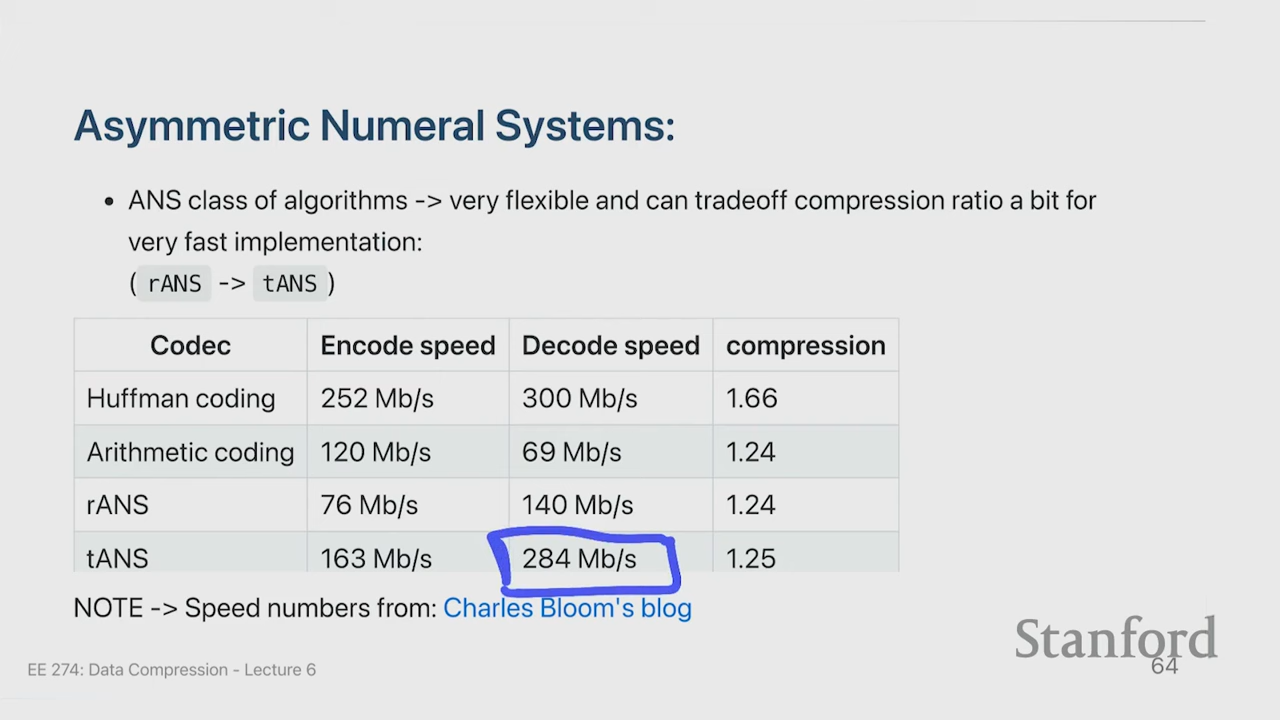 Asymmetric Numeral Systems:
• ANS class of algorithms -> very flexible and can tradeoff compression ratio a bit for
very fast implementation:
( rANS -> tANS )
Codec Encode speed Decode speed compression
Huffman coding 252 Mb/s 300 Mb/s 1.66
Arithmetic coding 120 Mb/s 69 Mb/s 1.24
rANS 76 Mb/s 140 Mb/s 1.24
tANS 163 Mb/s 284 Mb/s 1.25
NOTE -> Speed numbers from: Charles Bloom's blog
Stanford
EE 274: Data Compression - Lecture 6
64